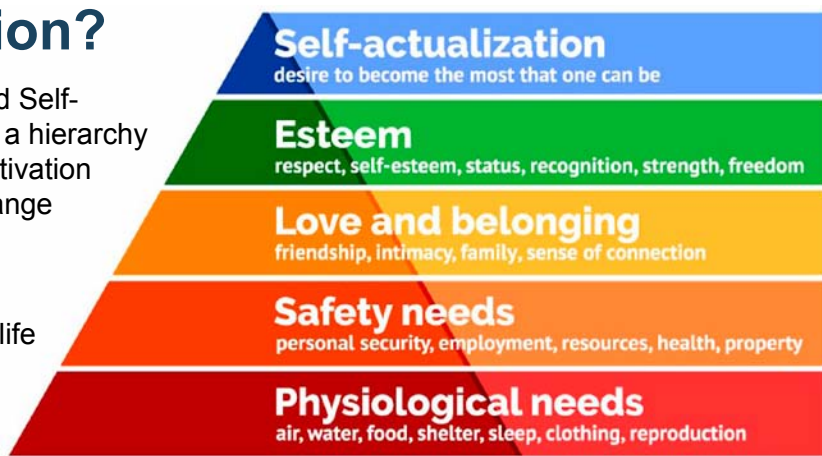 ion?
d Self-
a hierarchy
tivation
ange
life
Self-actualization
desire to become the most that one can be
Esteem
respect, self-esteem, status, recognition, strength, freedom
Love and belonging
friendship, intimacy, family, sense of connection
Safety needs
personal security, employment, resources, health, property
Physiological needs
air, water, food, shelter, sleep, clothing, reproduction